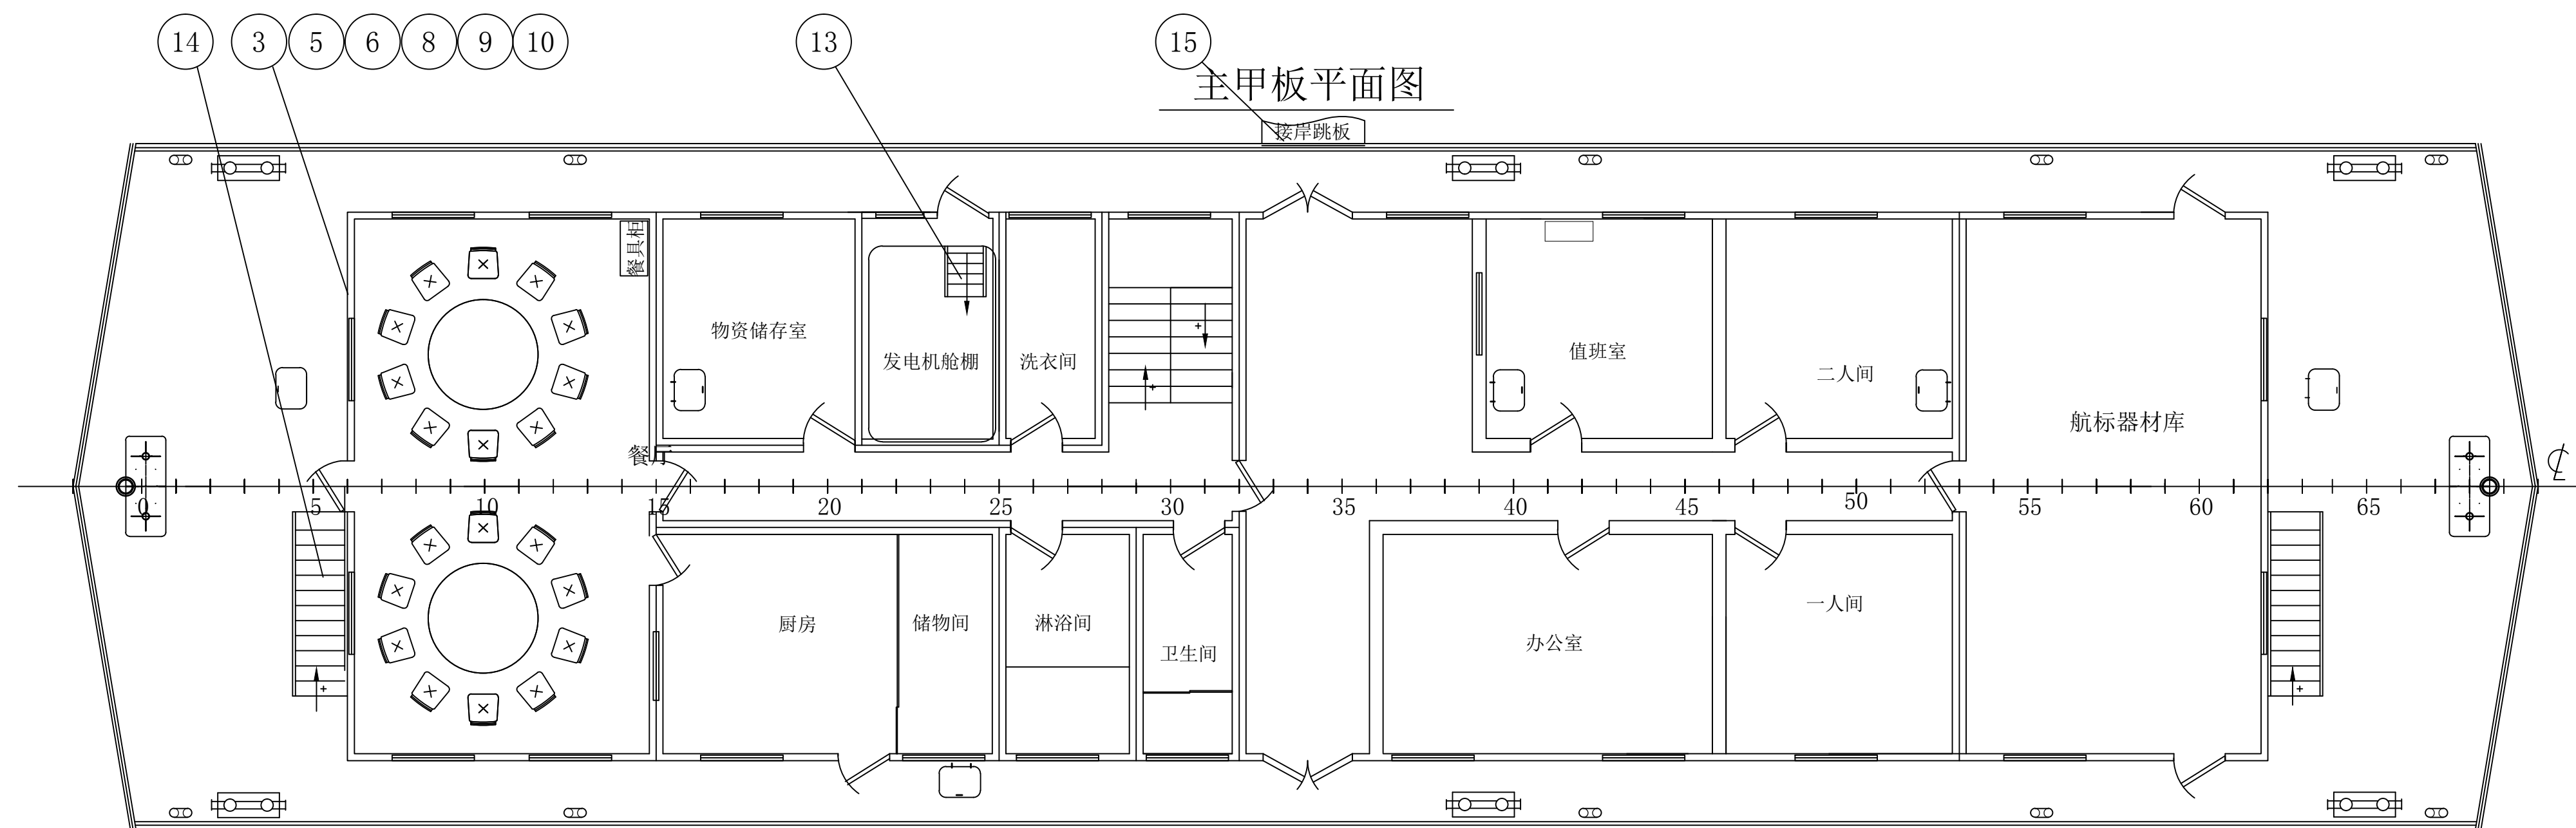 14 3 5 6 8 9 10 13 15
主甲板平面图
接岸跳板
餐具柜
物资储存室
发电机舱棚
洗衣间
值班室
二人间
航标器材库
餐厅
0 5 10 15 20 25 30 35 40 45 50 55 60 65
厨房
储物间
淋浴间
卫生间
办公室
一人间